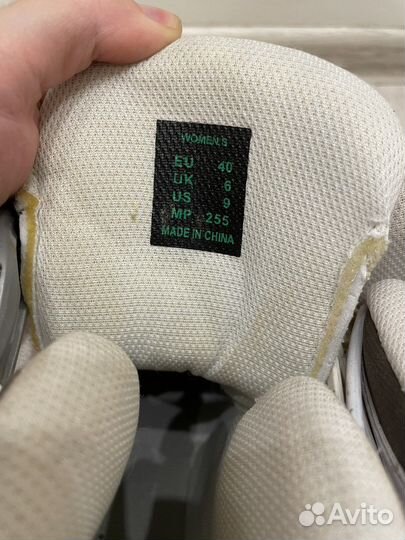 WOMEN,S
EU 40
UK 6
US 9
MP 255
MADE IN CHINA
Avito